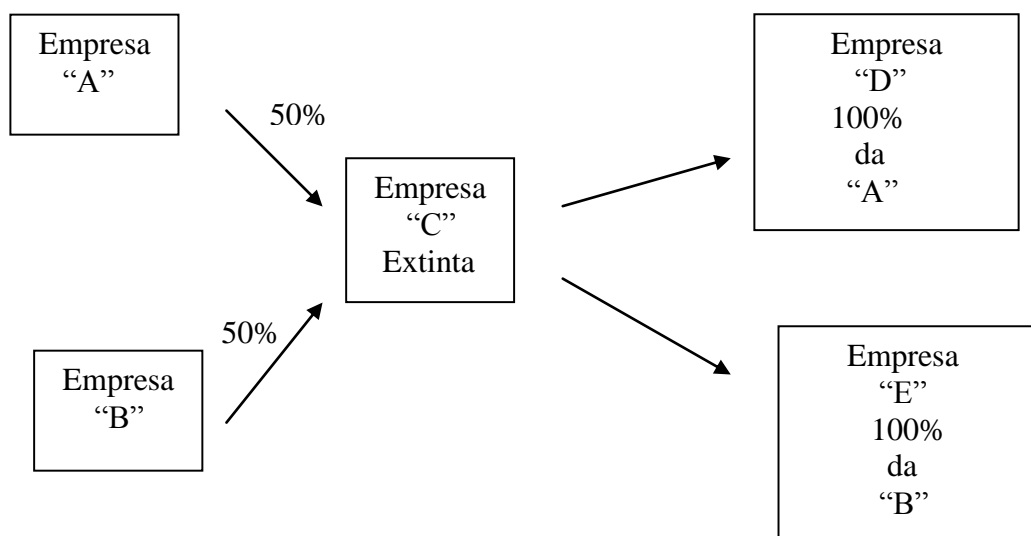 Empresa
“A”
50%
Empresa
“B”
50%
Empresa
“C”
Extinta
Empresa
“D”
100%
da
“A”
Empresa
“E”
100%
da
“B”